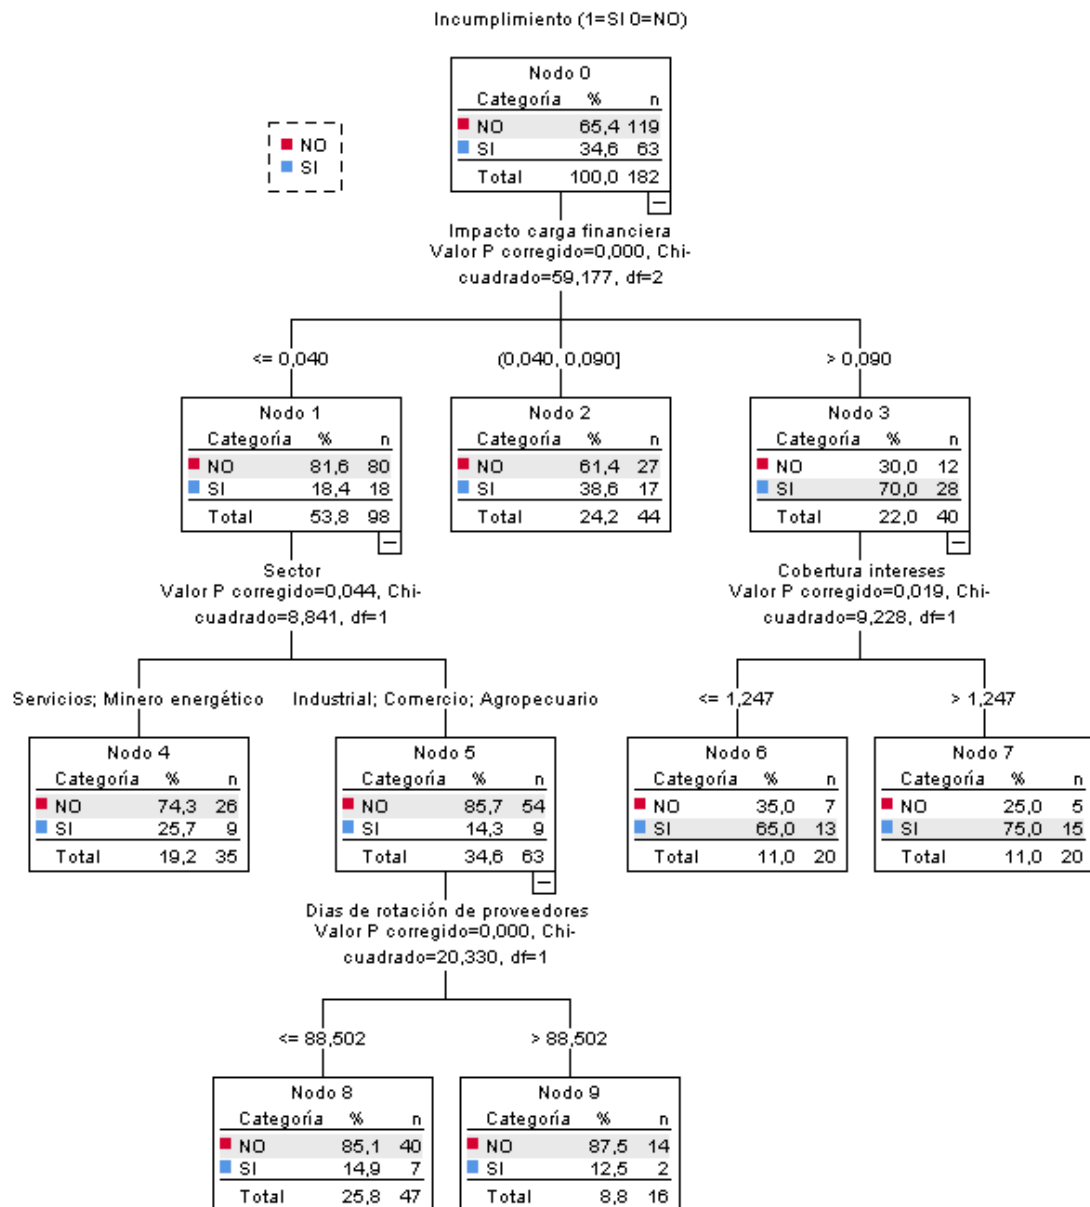 Incumplimiento (1=SI 0=NO)
NO
SI
Nodo 0
Categoría % n
NO 65,4 119
SI 34,6 63
Total 100,0 182
Impacto carga financiera
Valor P corregido=0,000, Chi-
cuadrado=59,177, df=2
<= 0,040
(0,040, 0,090]
> 0,090
Nodo 1
Categoría % n
NO 81,6 80
SI 18,4 18
Total 53,8 98
Nodo 2
Categoría % n
NO 61,4 27
SI 38,6 17
Total 24,2 44
Nodo 3
Categoría % n
NO 30,0 12
SI 70,0 28
Total 22,0 40
Sector
Valor P corregido=0,044, Chi-
cuadrado=8,841, df=1
Cobertura intereses
Valor P corregido=0,019, Chi-
cuadrado=9,228, df=1
Servicios; Minero energético
Industrial; Comercio; Agropecuario
<= 1,247
> 1,247
Nodo 4
Categoría % n
NO 74,3 26
SI 25,7 9
Total 19,2 35
Nodo 5
Categoría % n
NO 85,7 54
SI 14,3 9
Total 34,6 63
Nodo 6
Categoría % n
NO 35,0 7
SI 65,0 13
Total 11,0 20
Nodo 7
Categoría % n
NO 25,0 5
SI 75,0 15
Total 11,0 20
Dias de rotación de proveedores
Valor P corregido=0,000, Chi-
cuadrado=20,330, df=1
<= 88,502
> 88,502
Nodo 8
Categoría % n
NO 85,1 40
SI 14,9 7
Total 25,8 47
Nodo 9
Categoría % n
NO 87,5 14
SI 12,5 2
Total 8,8 16